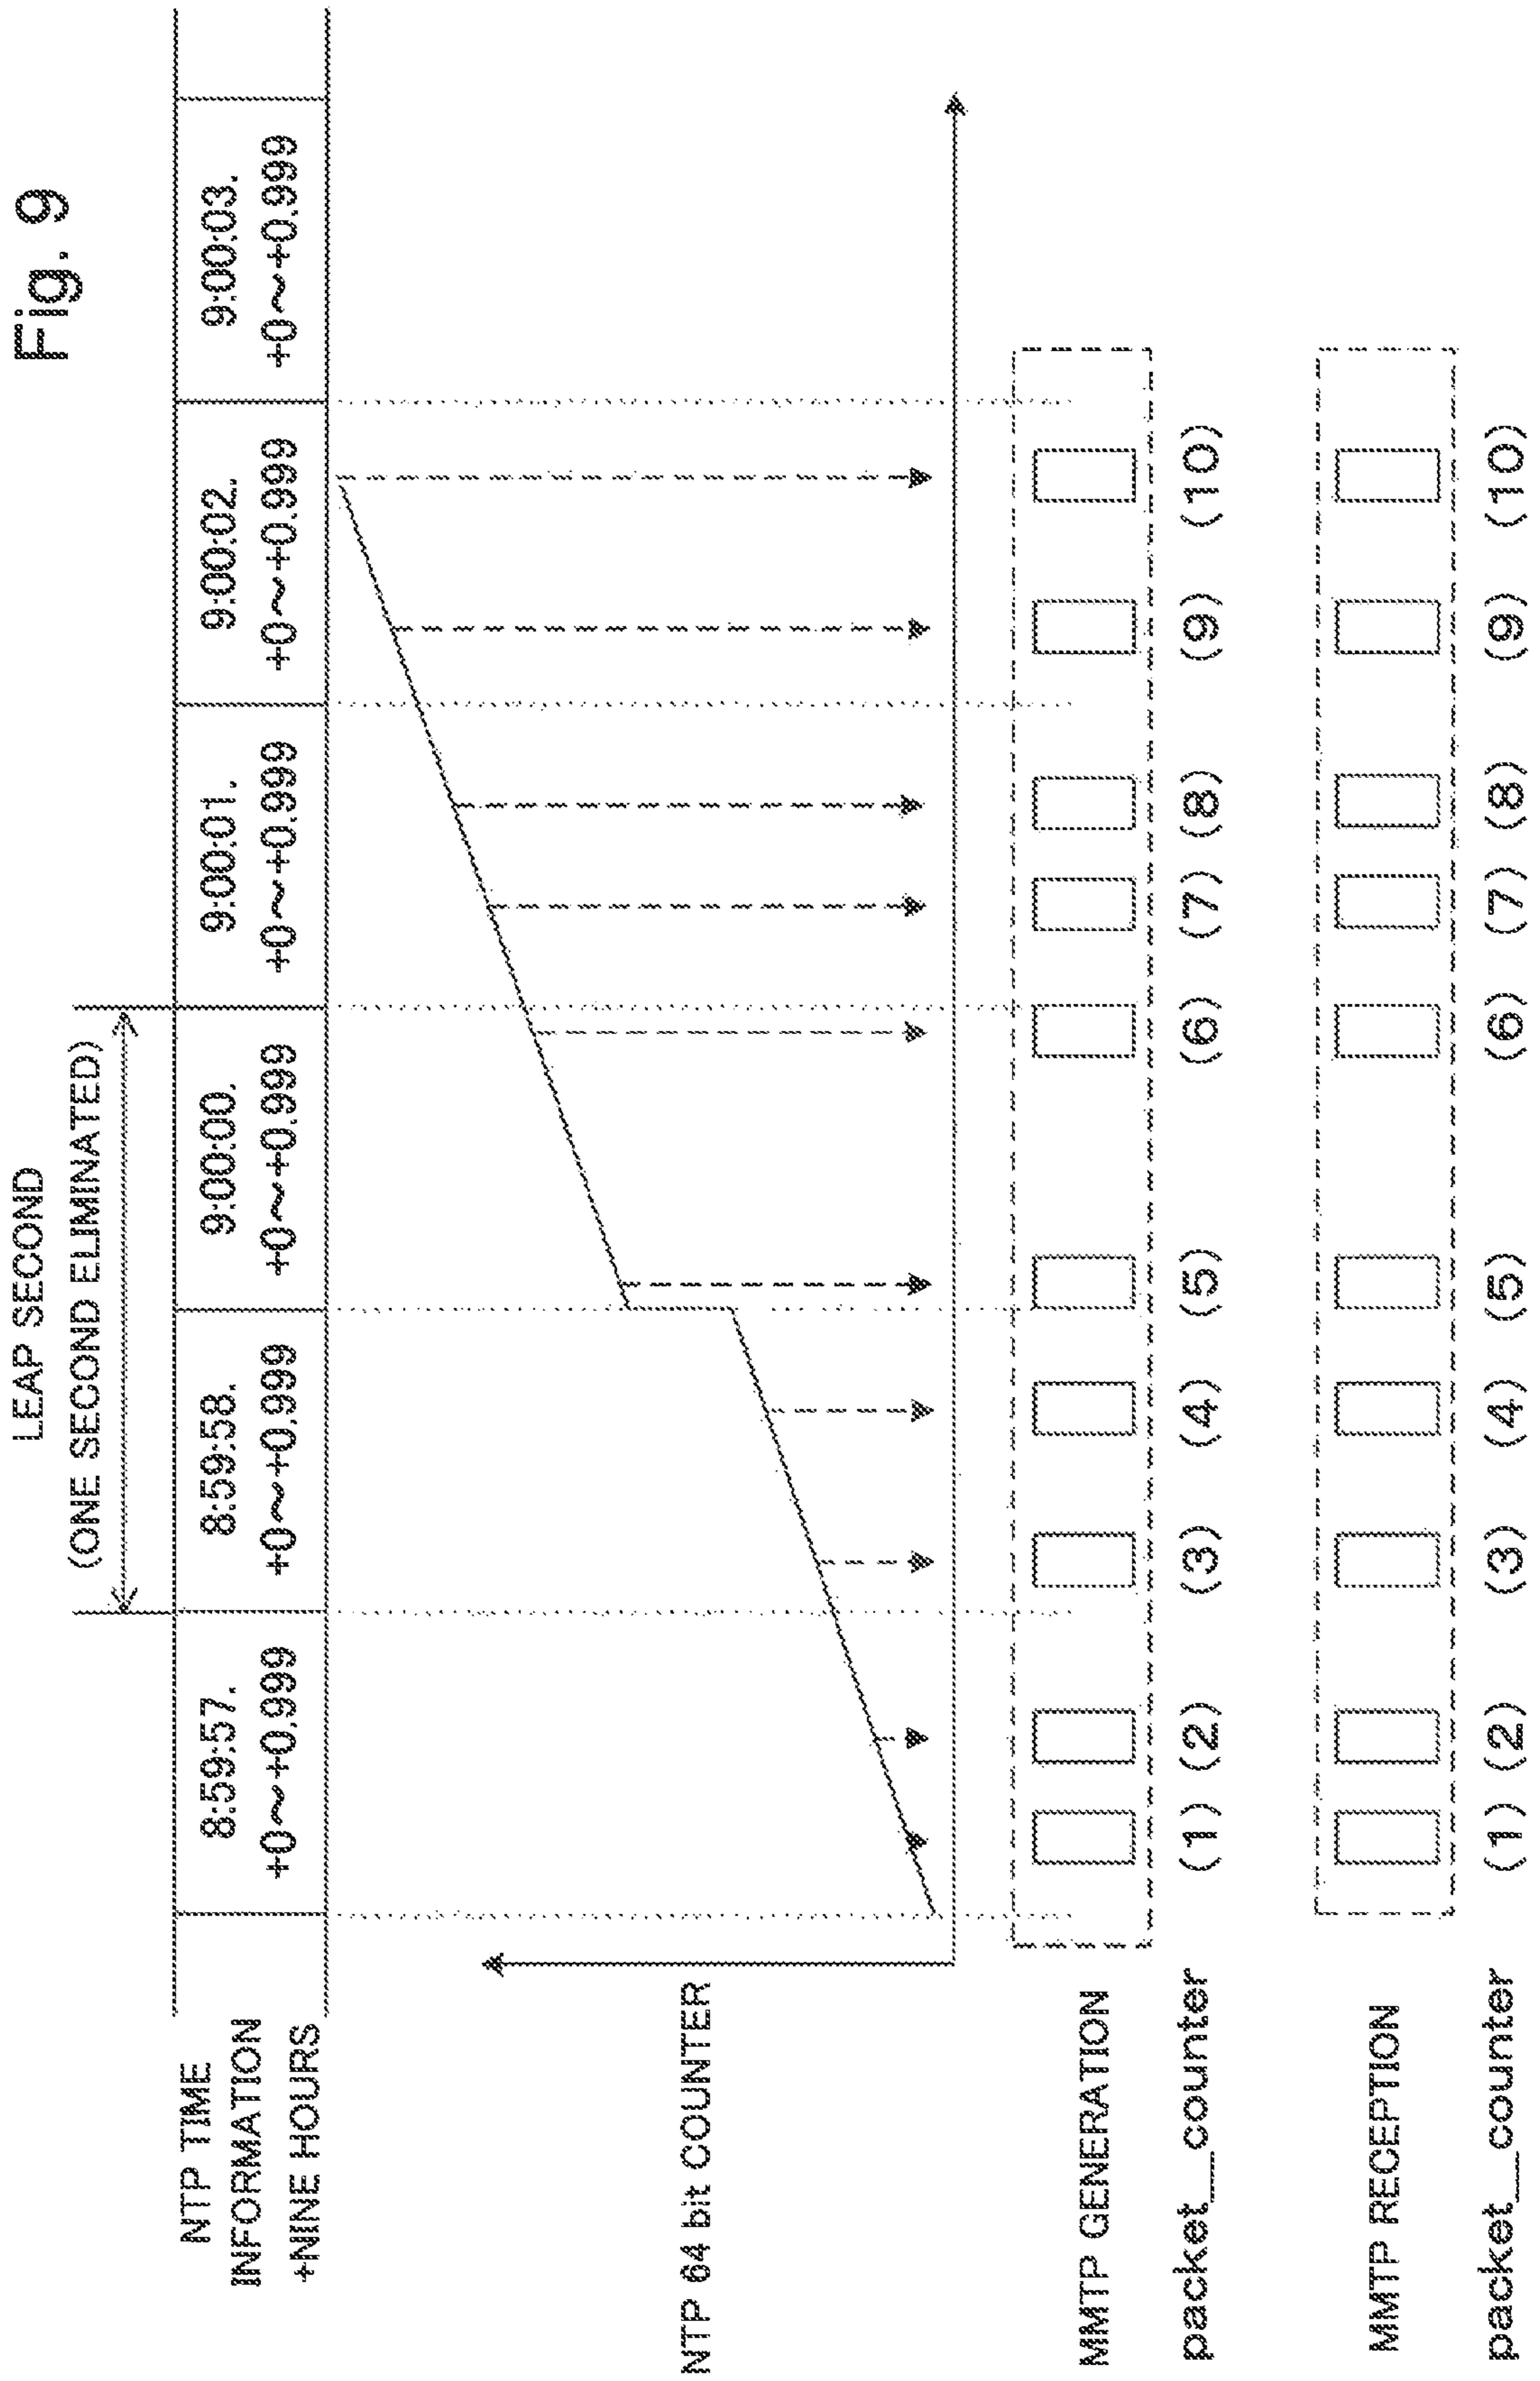 Fig. 9
LEAP SECOND
(ONE SECOND ELIMINATED)
NTP TIME
INFORMATION
+NINE HOURS
8:59:57.
+0~+0.999
8:59:58.
+0~+0.999
9:00:00.
+0~+0.999
9:00:01.
+0~+0.999
9:00:02.
+0~+0.999
9:00:03.
+0~+0.999
NTP 64 bit COUNTER
MMTP GENERATION
packet_counter
(1) (2) (3) (4) (5) (6) (7) (8) (9) (10)
MMTP RECEPTION
packet_counter
(1) (2) (3) (4) (5) (6) (7) (8) (9) (10)